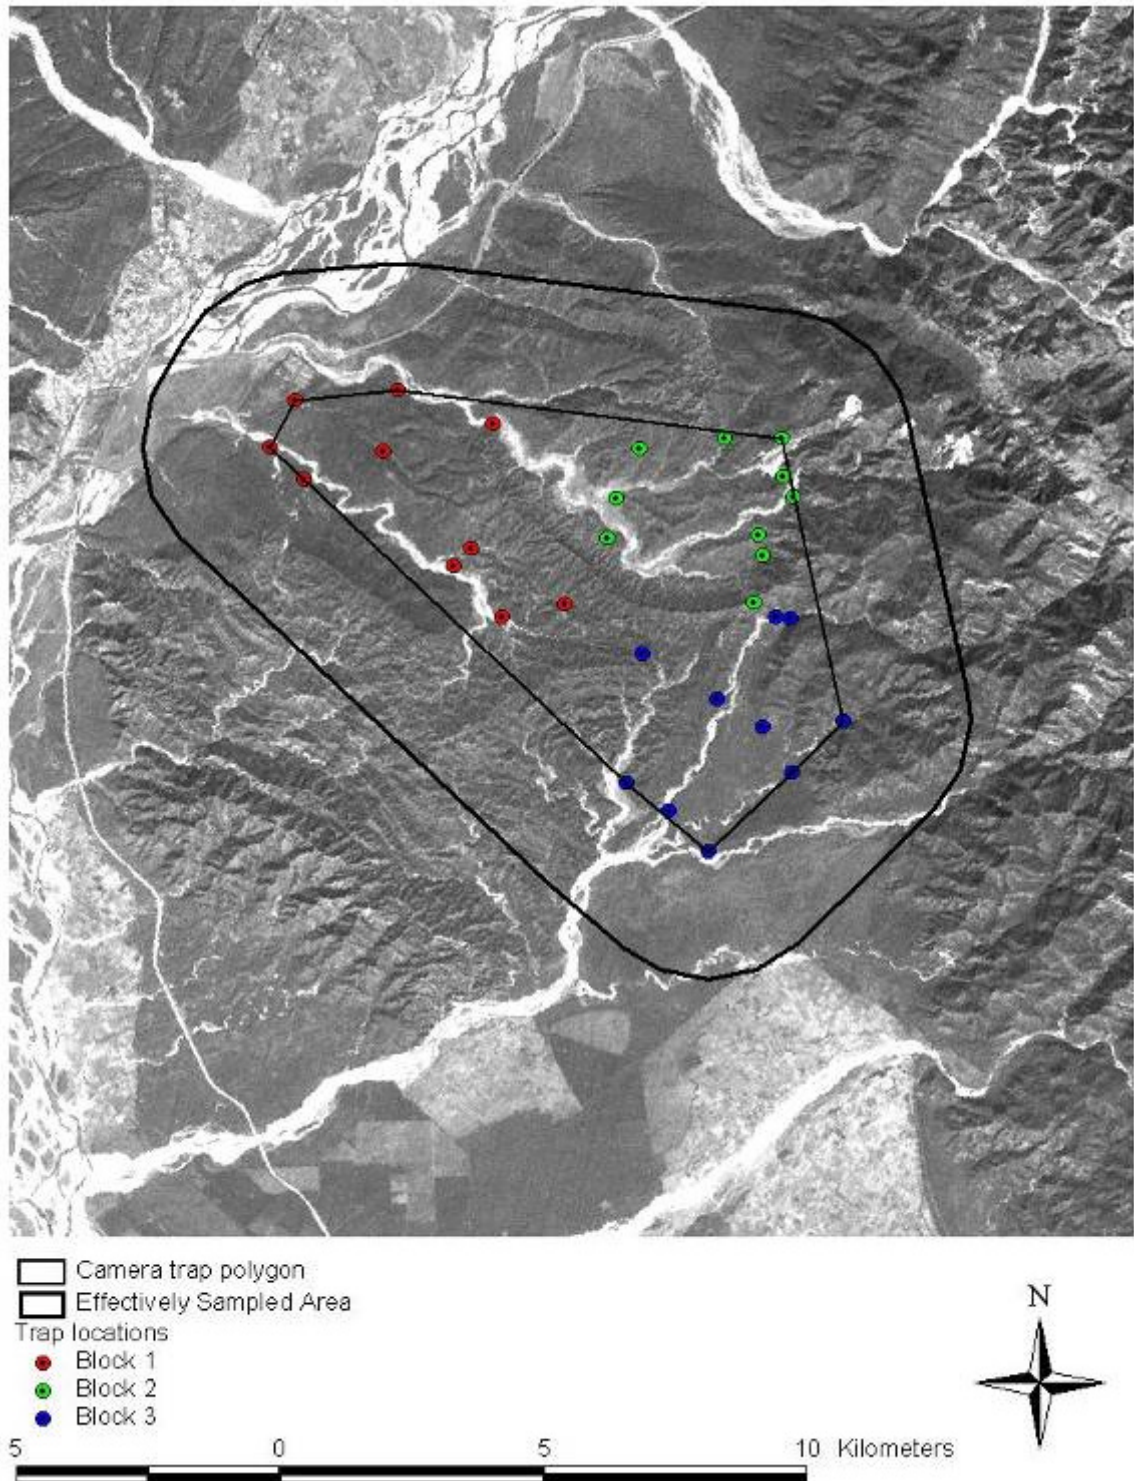 Camera trap polygon
Effectively Sampled Area
Trap locations
Block 1
Block 2
Block 3
N
5 0 5 10 Kilometers